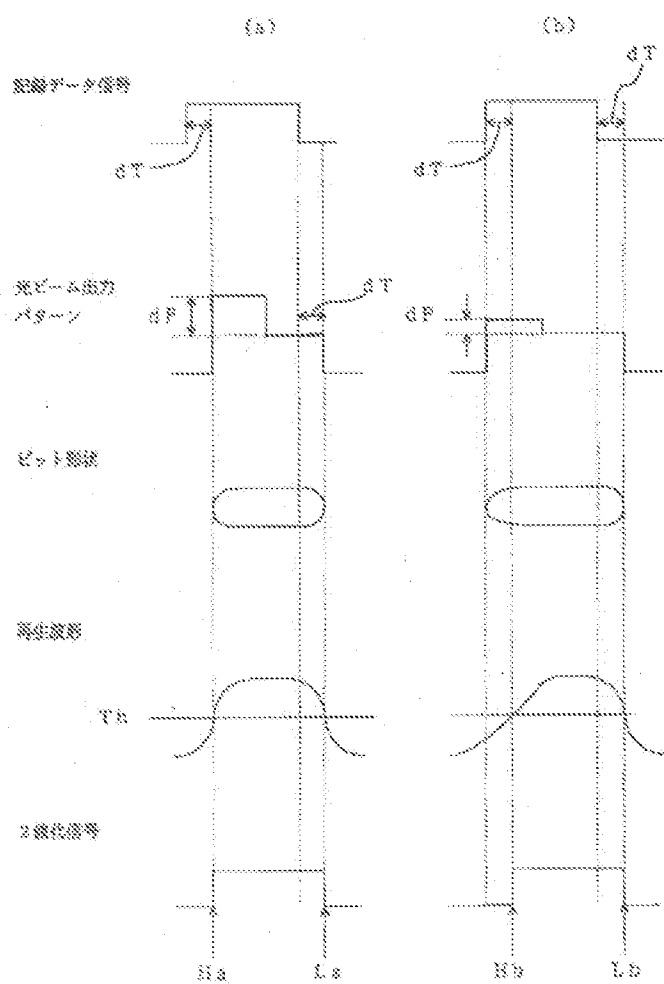 (a) (b)
記録データ信号
dT
dT
dT
光ビーム出力
パターン
dP
dT
dP
ピット形状
再生波形
Th
2値化信号
Ha La Hb Lb